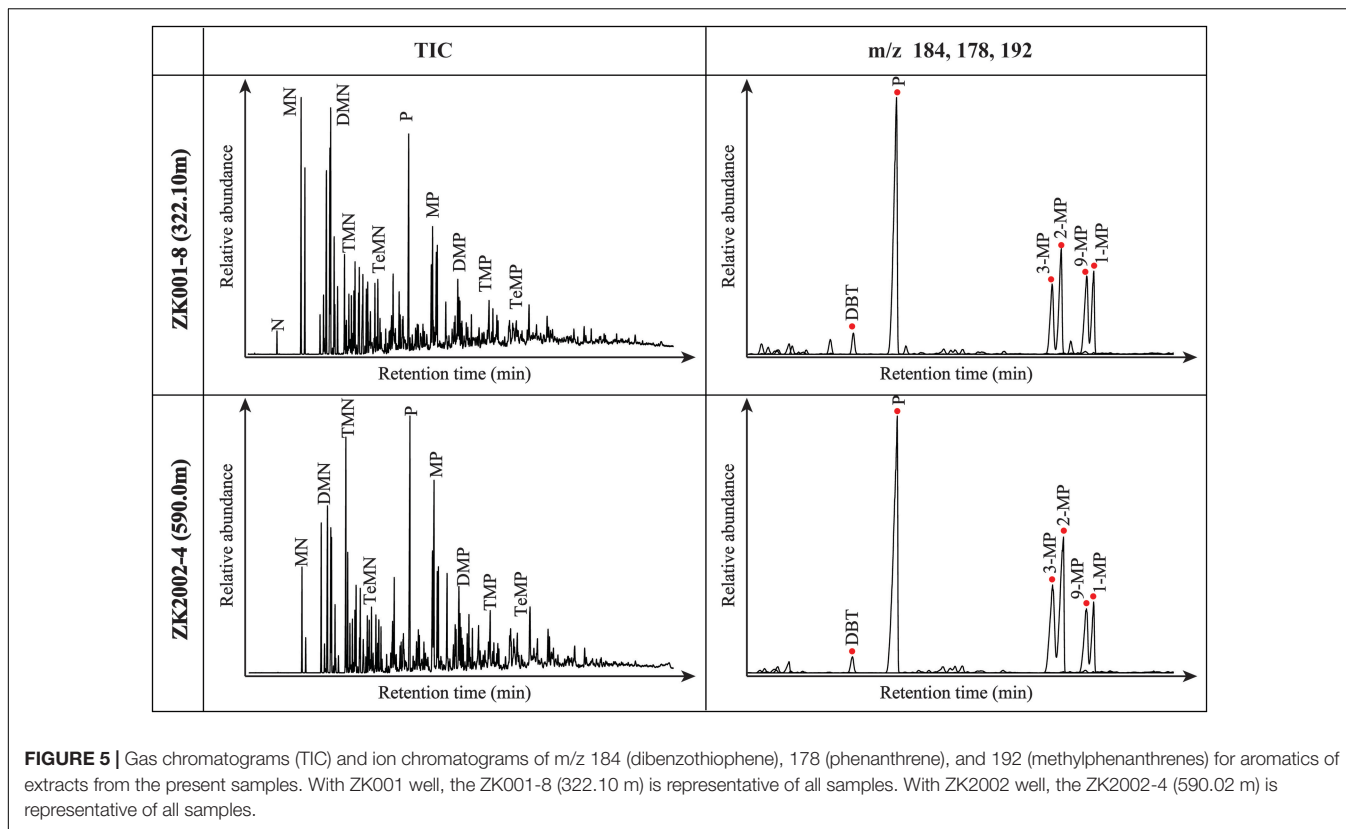 TIC
m/z 184, 178, 192
ZK001-8 (322.10m)
Relative abundance
N
MN
DMN
TMN
TeMN
P
MP
DMP
TMP
TeMP
Retention time (min)
Relative abundance
DBT
P
3-MP
2-MP
9-MP
1-MP
Retention time (min)
ZK2002-4 (590.0m)
Relative abundance
MN
DMN
TMN
TeMN
P
MP
DMP
TMP
TeMP
Retention time (min)
Relative abundance
DBT
P
3-MP
2-MP
9-MP
1-MP
Retention time (min)
FIGURE 5 | Gas chromatograms (TIC) and ion chromatograms of m/z 184 (dibenzothiophene), 178 (phenanthrene), and 192 (methylphenanthrenes) for aromatics of
extracts from the present samples. With ZK001 well, the ZK001-8 (322.10 m) is representative of all samples. With ZK2002 well, the ZK2002-4 (590.02 m) is
representative of all samples.